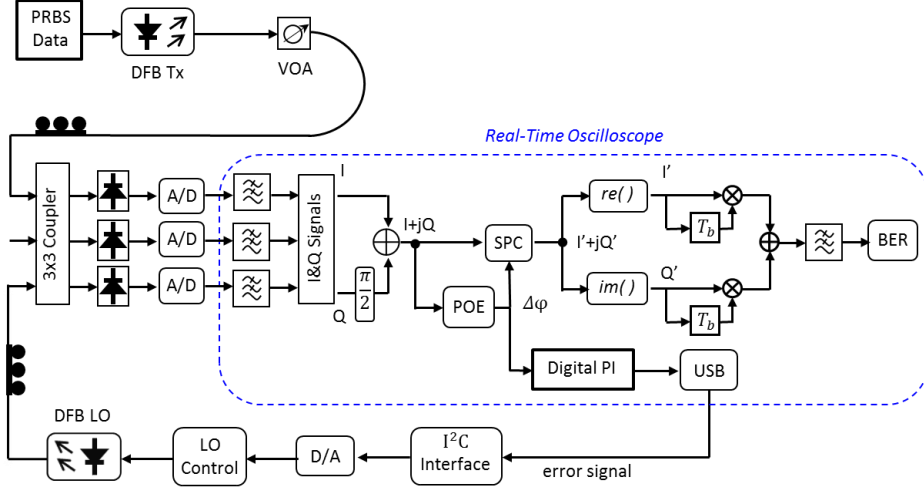 PRBS
Data
DFB Tx
VOA
Real-Time Oscilloscope
3x3 Coupler
A/D
A/D
A/D
I&Q Signals
I
Q
π
2
I+jQ
SPC
POE
Δφ
I'+jQ'
re()
im()
I'
Q'
T_b
T_b
BER
Digital PI
USB
DFB LO
LO
Control
D/A
I²C
Interface
error signal